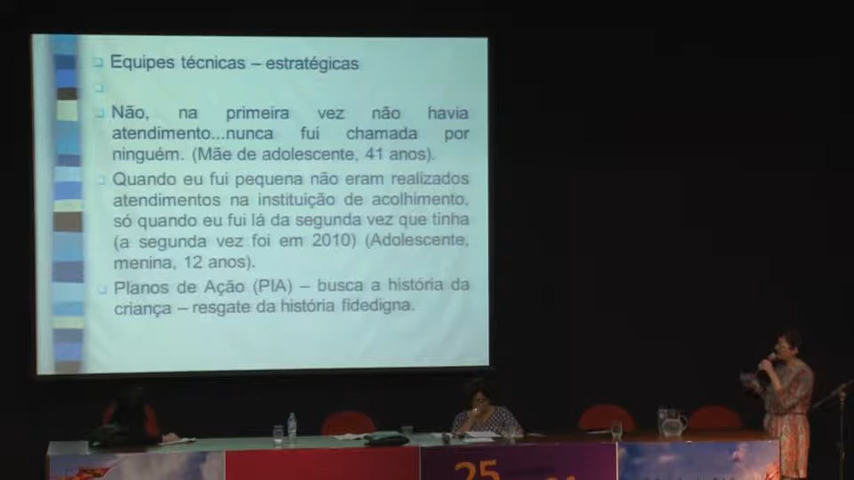 Equipes técnicas – estratégicas
Não, na primeira vez não havia
atendimento...nunca fui chamada por
ninguém. (Mãe de adolescente, 41 anos).
Quando eu fui pequena não eram realizados
atendimentos na instituição de acolhimento,
só quando eu fui lá da segunda vez que tinha
(a segunda vez foi em 2010) (Adolescente,
menina, 12 anos).
Planos de Ação (PIA) – busca a história da
criança – resgate da história fidedigna.
25